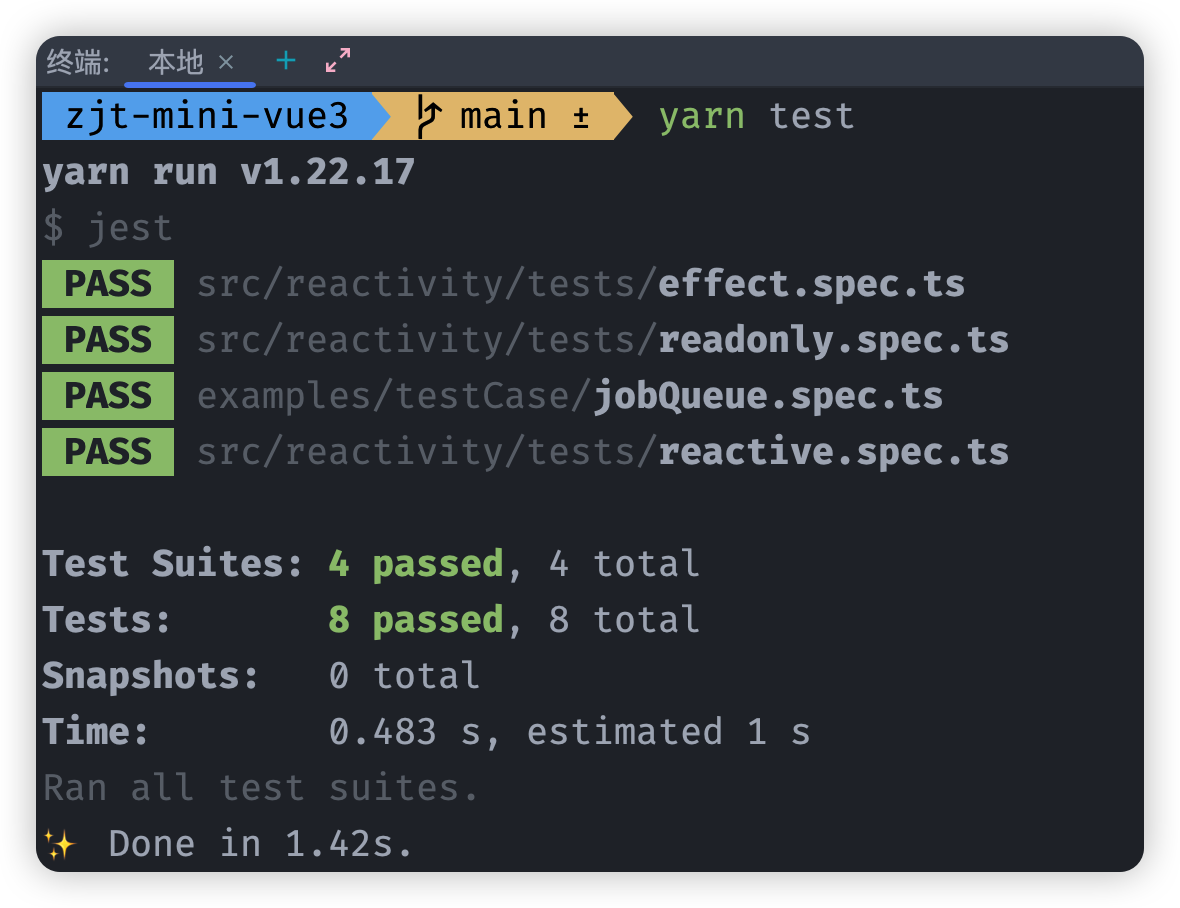 终端: 本地 × +
zjt-mini-vue3 main ± yarn test
yarn run v1.22.17
$ jest
PASS src/reactivity/tests/effect.spec.ts
PASS src/reactivity/tests/readonly.spec.ts
PASS examples/testCase/jobQueue.spec.ts
PASS src/reactivity/tests/reactive.spec.ts
Test Suites: 4 passed, 4 total
Tests: 8 passed, 8 total
Snapshots: 0 total
Time: 0.483 s, estimated 1 s
Ran all test suites.
✨ Done in 1.42s.